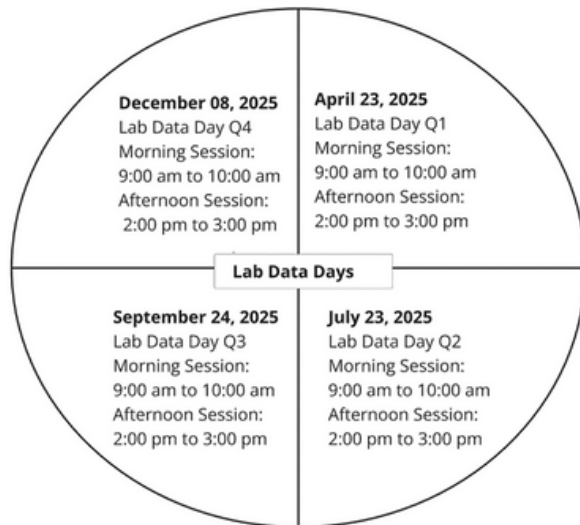 December 08, 2025
Lab Data Day Q4
Morning Session:
9:00 am to 10:00 am
Afternoon Session:
2:00 pm to 3:00 pm
April 23, 2025
Lab Data Day Q1
Morning Session:
9:00 am to 10:00 am
Afternoon Session:
2:00 pm to 3:00 pm
Lab Data Days
September 24, 2025
Lab Data Day Q3
Morning Session:
9:00 am to 10:00 am
Afternoon Session:
2:00 pm to 3:00 pm
July 23, 2025
Lab Data Day Q2
Morning Session:
9:00 am to 10:00 am
Afternoon Session:
2:00 pm to 3:00 pm